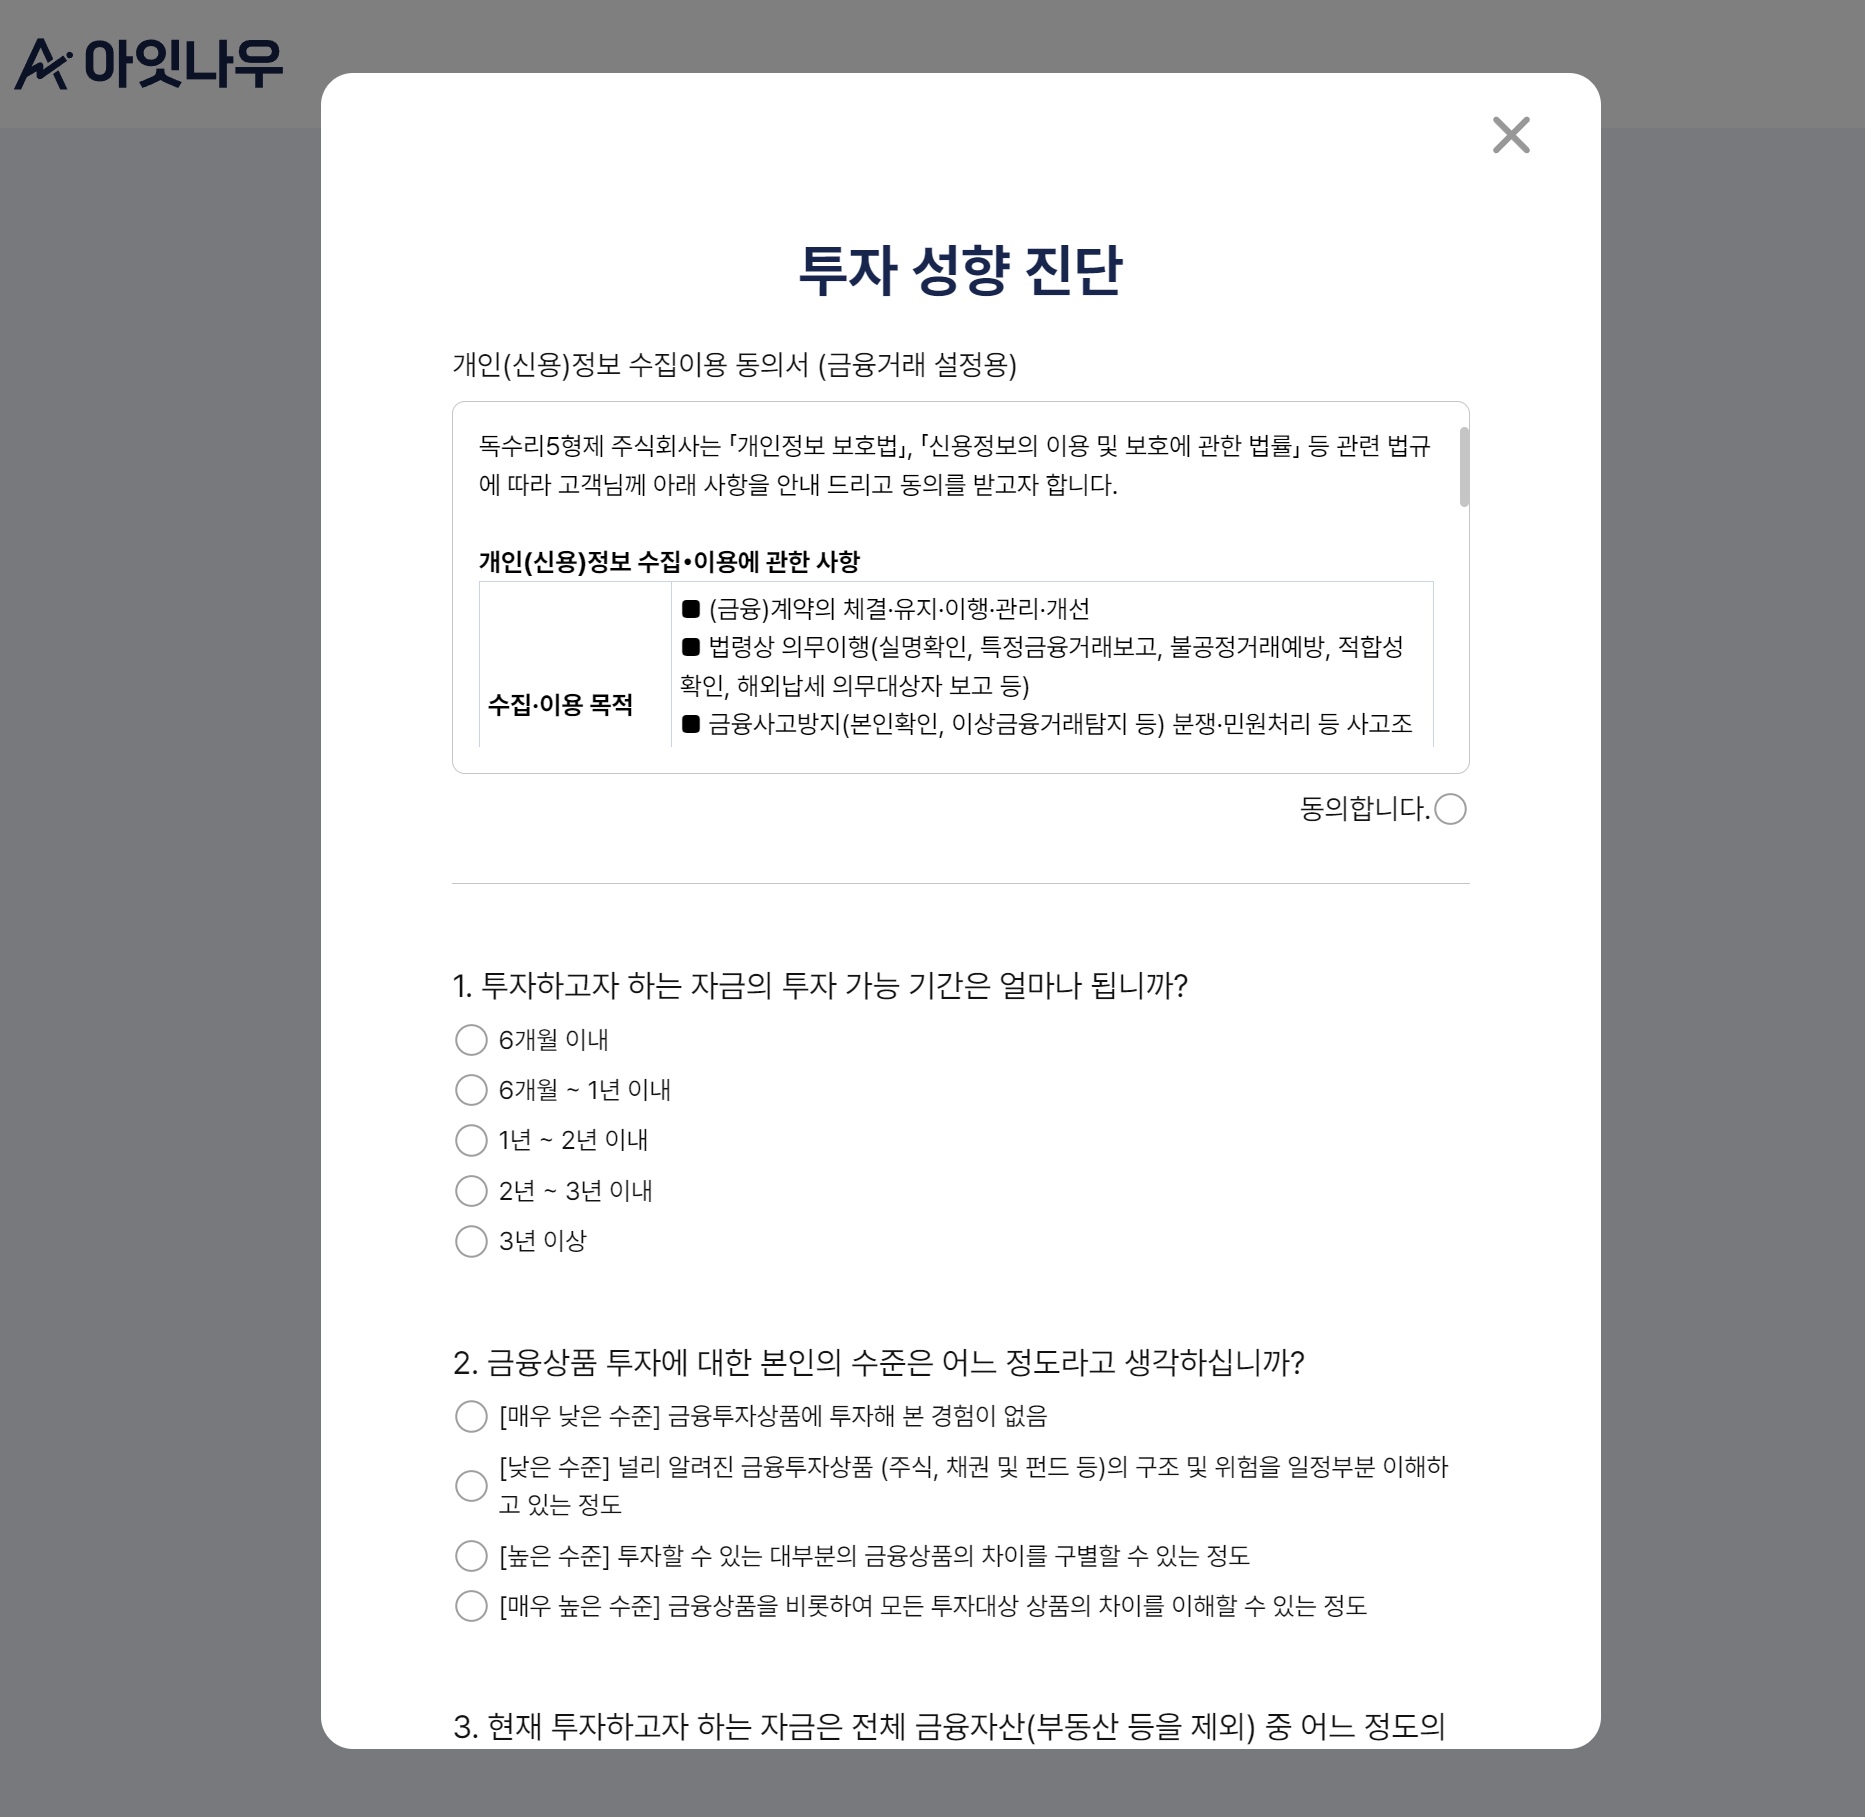 아잇나우
투자 성향 진단
개인(신용)정보 수집이용 동의서 (금융거래 설정용)
독수리5형제 주식회사는 「개인정보 보호법」, 「신용정보의 이용 및 보호에 관한 법률」 등 관련 법규
에 따라 고객님께 아래 사항을 안내 드리고 동의를 받고자 합니다.
개인(신용)정보 수집•이용에 관한 사항
수집·이용 목적
■ (금융)계약의 체결·유지·이행·관리·개선
■ 법령상 의무이행(실명확인, 특정금융거래보고, 불공정거래예방, 적합성
확인, 해외납세 의무대상자 보고 등)
■ 금융사고방지(본인확인, 이상금융거래탐지 등) 분쟁·민원처리 등 사고조
동의합니다.
1. 투자하고자 하는 자금의 투자 가능 기간은 얼마나 됩니까?
6개월 이내
6개월 ~ 1년 이내
1년 ~ 2년 이내
2년 ~ 3년 이내
3년 이상
2. 금융상품 투자에 대한 본인의 수준은 어느 정도라고 생각하십니까?
[매우 낮은 수준] 금융투자상품에 투자해 본 경험이 없음
[낮은 수준] 널리 알려진 금융투자상품 (주식, 채권 및 펀드 등)의 구조 및 위험을 일정부분 이해하
고 있는 정도
[높은 수준] 투자할 수 있는 대부분의 금융상품의 차이를 구별할 수 있는 정도
[매우 높은 수준] 금융상품을 비롯하여 모든 투자대상 상품의 차이를 이해할 수 있는 정도
3. 현재 투자하고자 하는 자금은 전체 금융자산(부동산 등을 제외) 중 어느 정도의